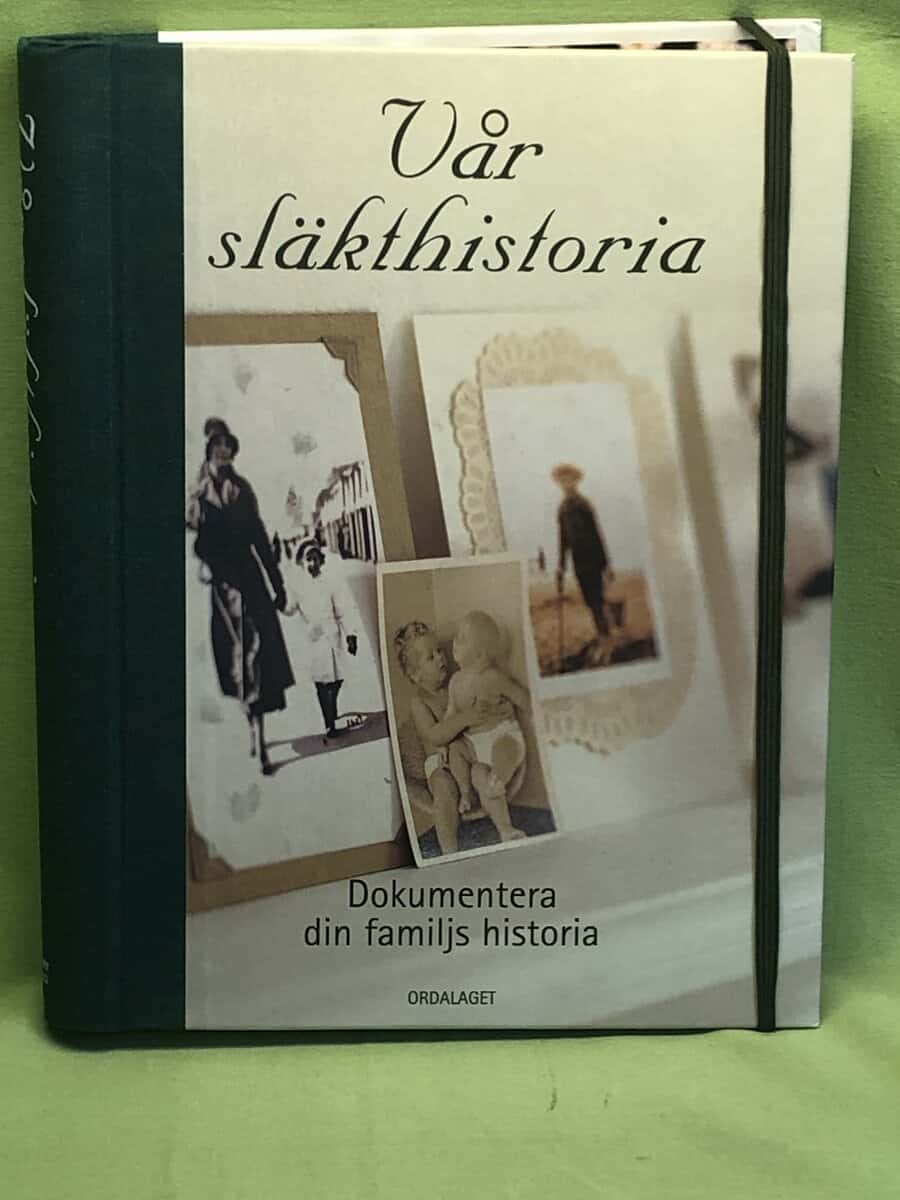 Vår
släkthistoria
Dokumentera
din familjs historia
ORDALAGET